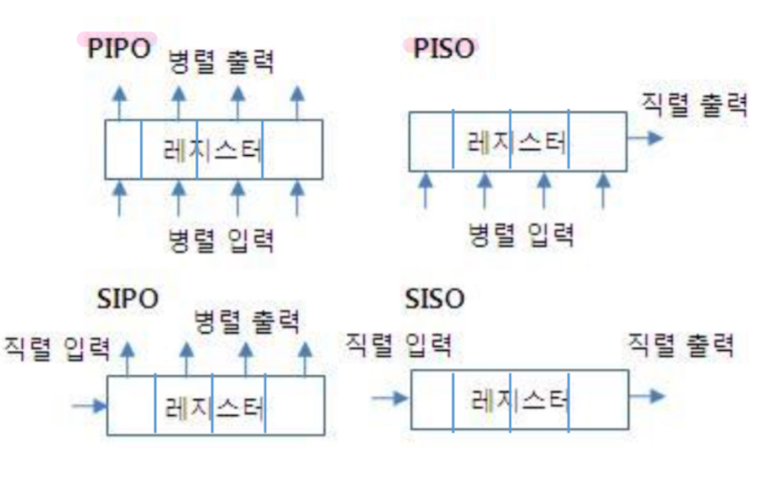 PIPO
병렬 출력
레지스터
병렬 입력
PISO
직렬 출력
레지스터
병렬 입력
SIPO
직렬 입력
병렬 출력
레지스터
SISO
직렬 입력
직렬 출력
레지스터